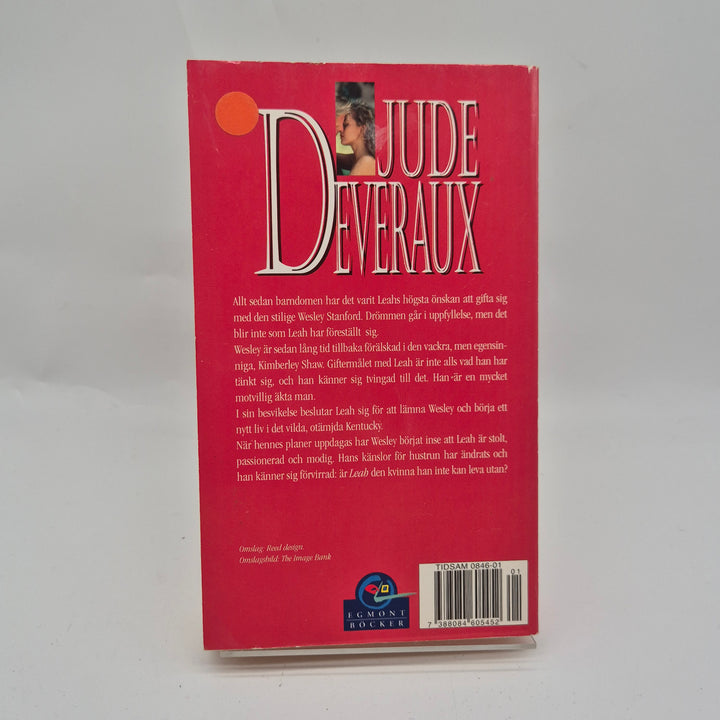 JUDE
DEVERAUX
Allt sedan barndomen har det varit Leahs högsta önskan att gifta sig
med den stilige Wesley Stanford. Drömmen går i uppfyllelse, men det
blir inte som Leah har föreställt sig.
Wesley är sedan lång tid tillbaka förälskad i den vackra, men egensin-
niga, Kimberley Shaw. Giftermålet med Leah är inte alls vad han har
tänkt sig, och han känner sig tvingad till det. Han är en mycket
motvillig äkta man.
I sin besvikelse beslutar Leah sig för att lämna Wesley och börja ett
nytt liv i det vilda, otämjda Kentucky.
När hennes planer uppdagas har Wesley börjat inse att Leah är stolt,
passionerad och modig. Hans känslor för hustrun har ändrats och
han känner sig förvirrad: är Leah den kvinna han inte kan leva utan?
Omslag: Reed design.
Omslagsbild: The Image Bank
EGMONT
BÖCKER
TIDSAM 0846-01
01
7 388084 605452